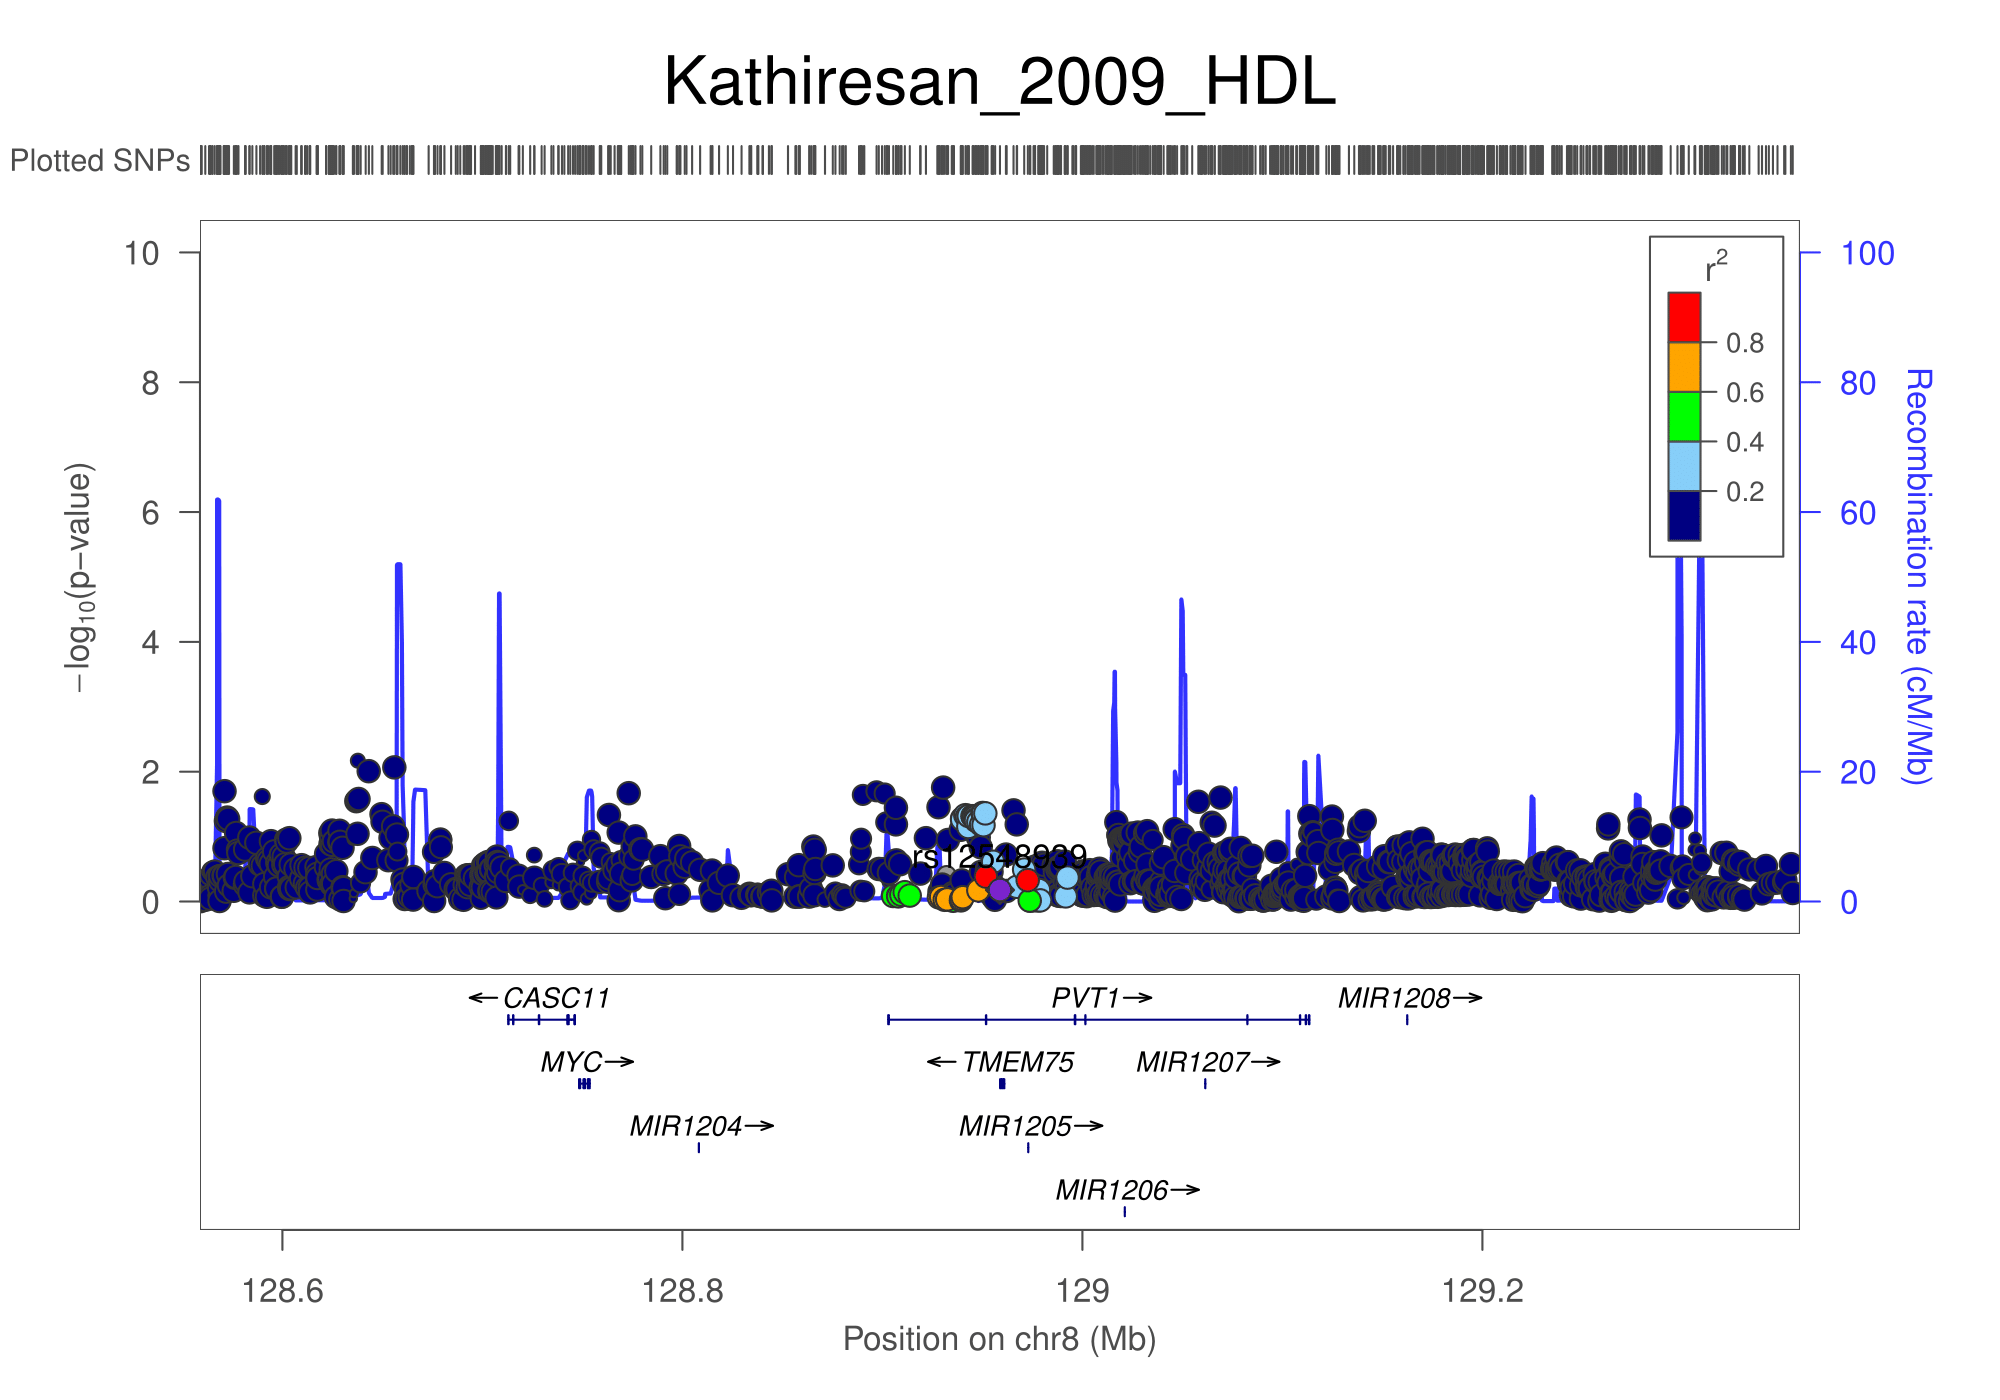 Kathiresan_2009_HDL
Plotted SNPs
10
8
6
4
2
0
−log10(p−value)
100
80
60
40
20
0
Recombination rate (cM/Mb)
r2
0.8
0.6
0.4
0.2
rs12548939
←CASC11
PVT1→
MIR1208→
MYC→
←TMEM75
MIR1207→
MIR1204→
MIR1205→
MIR1206→
128.6
128.8
129
129.2
Position on chr8 (Mb)